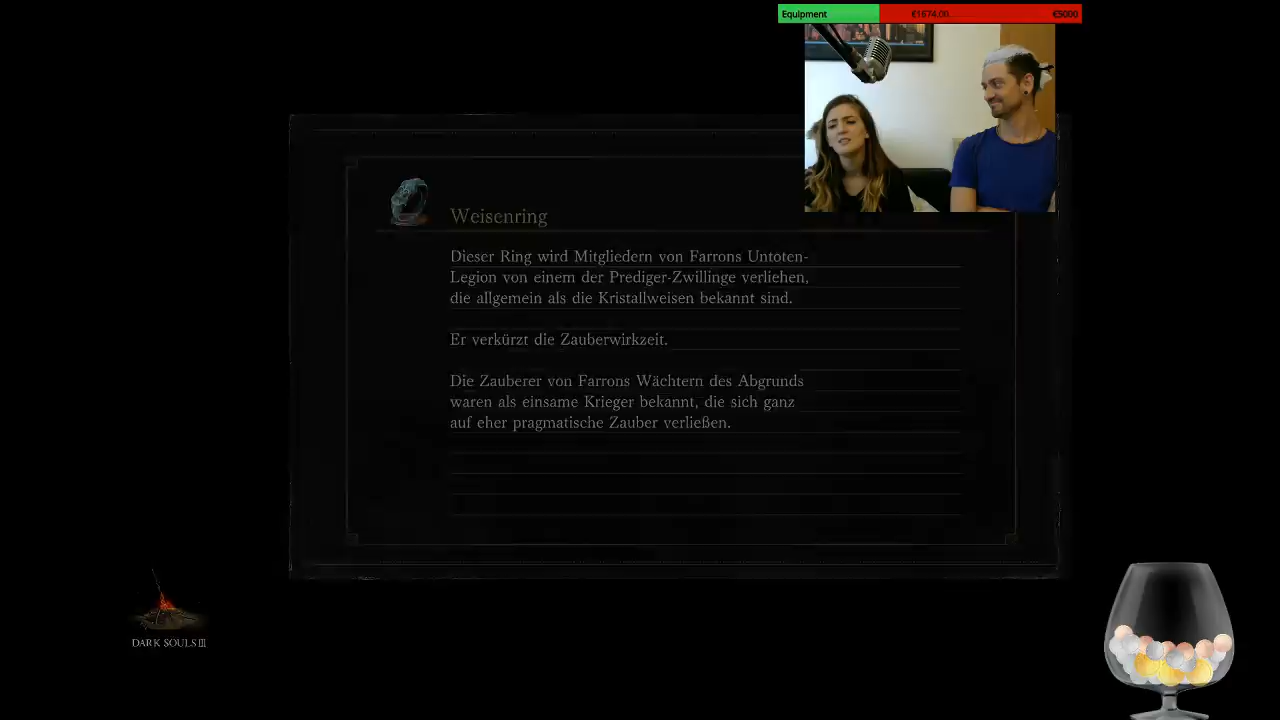 Equipment €1674.00 €5000
Weisenring
Dieser Ring wird Mitgliedern von Farrons Untoten-
Legion von einem der Prediger-Zwillinge verliehen,
die allgemein als die Kristallweisen bekannt sind.
Er verkürzt die Zauberwirkzeit.
Die Zauberer von Farrons Wächtern des Abgrunds
waren als einsame Krieger bekannt, die sich ganz
auf eher pragmatische Zauber verließen.
DARK SOULS III